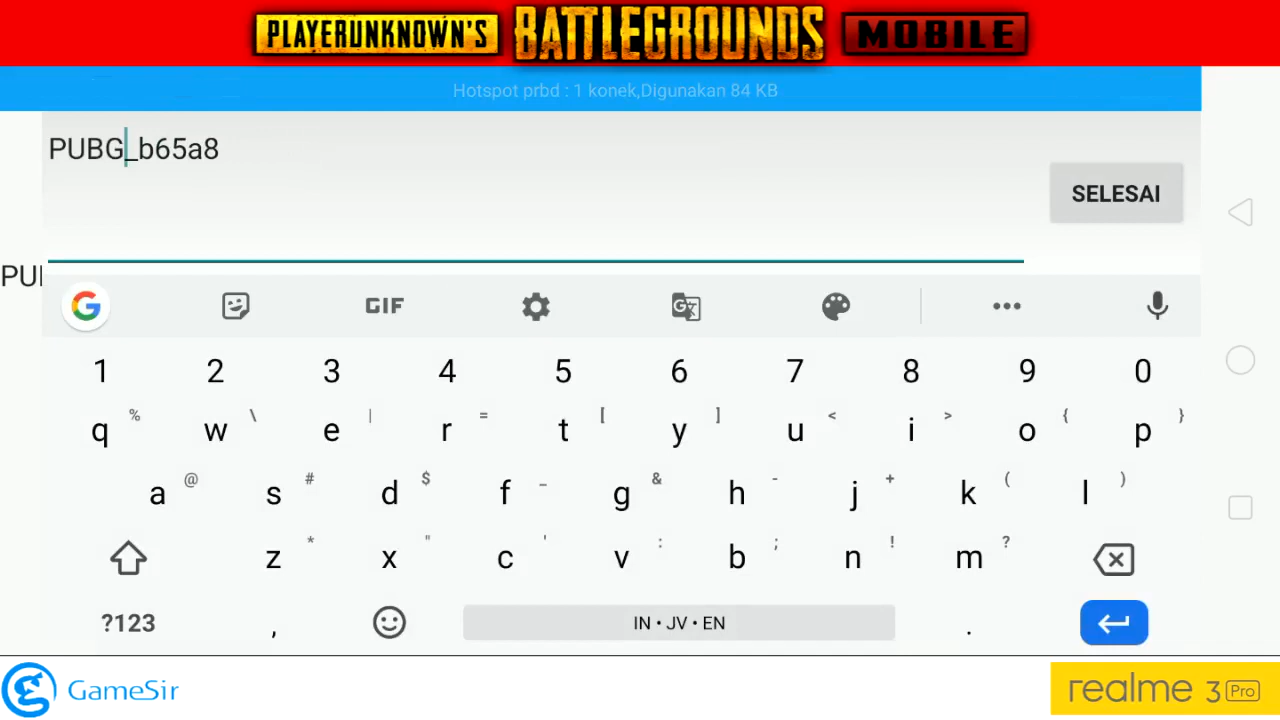 PLAYERUNKNOWN'S BATTLEGROUNDS MOBILE
Hotspot prbd : 1 konek,Digunakan 84 KB
PUBG_b65a8
SELESAI
PU
G GIF
1 2 3 4 5 6 7 8 9 0
% \ | = [ ] < > { }
q w e r t y u i o p
@ # $ _ & - + ( )
a s d f g h j k l
* " ' : ; ! ?
z x c v b n m
?123 , IN • JV • EN .
GameSir
realme 3 Pro